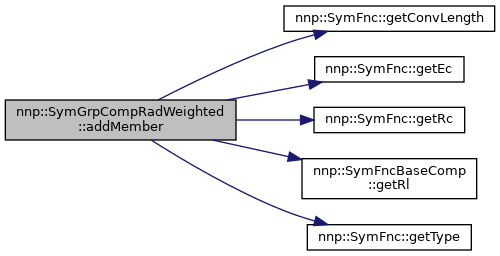 nnp::SymFnc::getConvLength
nnp::SymFnc::getEc
nnp::SymGrpCompRadWeighted
::addMember
nnp::SymFnc::getRc
nnp::SymFncBaseComp
::getRl
nnp::SymFnc::getType